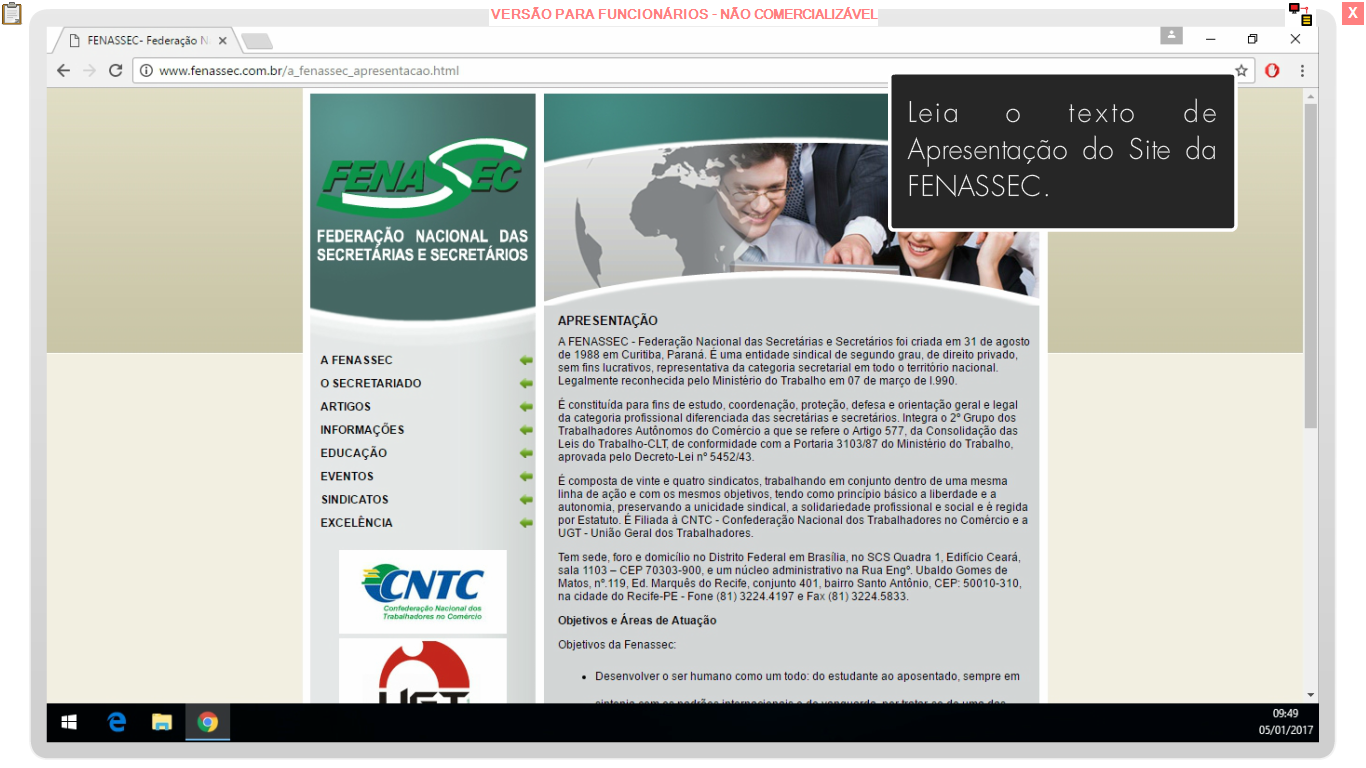 VERSÃO PARA FUNCIONÁRIOS - NÃO COMERCIALIZÁVEL
X
FENASSEC- Federação N
www.fenassec.com.br/a_fenassec_apresentacao.html
Leia o texto de
Apresentação do Site da
FENASSEC.
FENASSEC
FEDERAÇÃO NACIONAL DAS
SECRETÁRIAS E SECRETÁRIOS
A FENASSEC
O SECRETARIADO
ARTIGOS
INFORMAÇÕES
EDUCAÇÃO
EVENTOS
SINDICATOS
EXCELÊNCIA
CNTC
Confederação Nacional dos
Trabalhadores no Comércio
UGT
APRESENTAÇÃO
A FENASSEC - Federação Nacional das Secretárias e Secretários foi criada em 31 de agosto
de 1988 em Curitiba, Paraná. É uma entidade sindical de segundo grau, de direito privado,
sem fins lucrativos, representativa da categoria secretarial em todo o território nacional.
Legalmente reconhecida pelo Ministério do Trabalho em 07 de março de l.990.
É constituída para fins de estudo, coordenação, proteção, defesa e orientação geral e legal
da categoria profissional diferenciada das secretárias e secretários. Integra o 2º Grupo dos
Trabalhadores Autônomos do Comércio a que se refere o Artigo 577, da Consolidação das
Leis do Trabalho-CLT, de conformidade com a Portaria 3103/87 do Ministério do Trabalho,
aprovada pelo Decreto-Lei nº 5452/43.
É composta de vinte e quatro sindicatos, trabalhando em conjunto dentro de uma mesma
linha de ação e com os mesmos objetivos, tendo como princípio básico a liberdade e a
autonomia, preservando a unicidade sindical, a solidariedade profissional e social e é regida
por Estatuto. É Filiada à CNTC - Confederação Nacional dos Trabalhadores no Comércio e a
UGT - União Geral dos Trabalhadores.
Tem sede, foro e domicílio no Distrito Federal em Brasília, no SCS Quadra 1, Edifício Ceará,
sala 1103 – CEP 70303-900, e um núcleo administrativo na Rua Engº. Ubaldo Gomes de
Matos, nº.119, Ed. Marquês do Recife, conjunto 401, bairro Santo Antônio, CEP: 50010-310,
na cidade do Recife-PE - Fone (81) 3224.4197 e Fax (81) 3224.5833.
Objetivos e Áreas de Atuação
Objetivos da Fenassec:
• Desenvolver o ser humano como um todo: do estudante ao aposentado, sempre em
09:49
05/01/2017